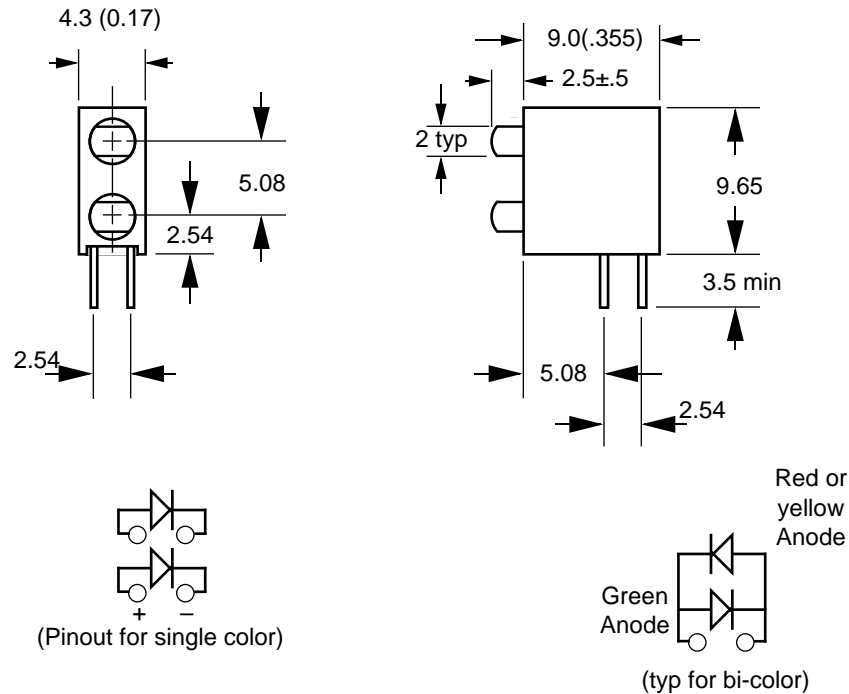 4.3 (0.17)
5.08
2.54
2.54
9.0(.355)
2.5±.5
2 typ
9.65
3.5 min
5.08
2.54
+ –
(Pinout for single color)
Red or
yellow
Anode
Green
Anode
(typ for bi-color)